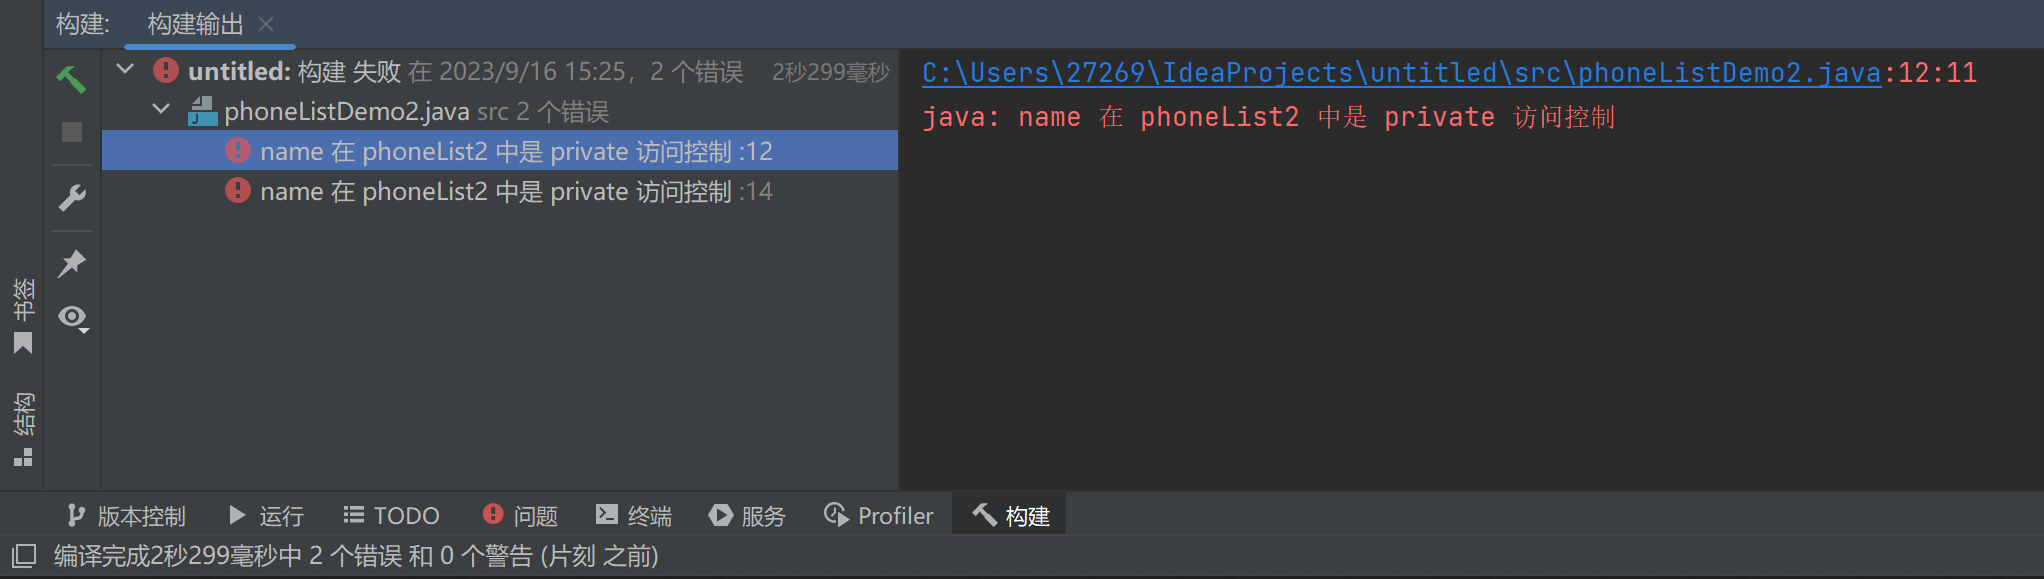 构建: 构建输出
untitled: 构建 失败 在 2023/9/16 15:25, 2 个错误 2秒299毫秒
phoneListDemo2.java src 2 个错误
name 在 phoneList2 中是 private 访问控制 :12
name 在 phoneList2 中是 private 访问控制 :14
C:\Users\27269\IdeaProjects\untitled\src\phoneListDemo2.java:12:11
java: name 在 phoneList2 中是 private 访问控制
书签
结构
版本控制 运行 TODO 问题 终端 服务 Profiler 构建
编译完成2秒299毫秒中 2 个错误 和 0 个警告 (片刻 之前)